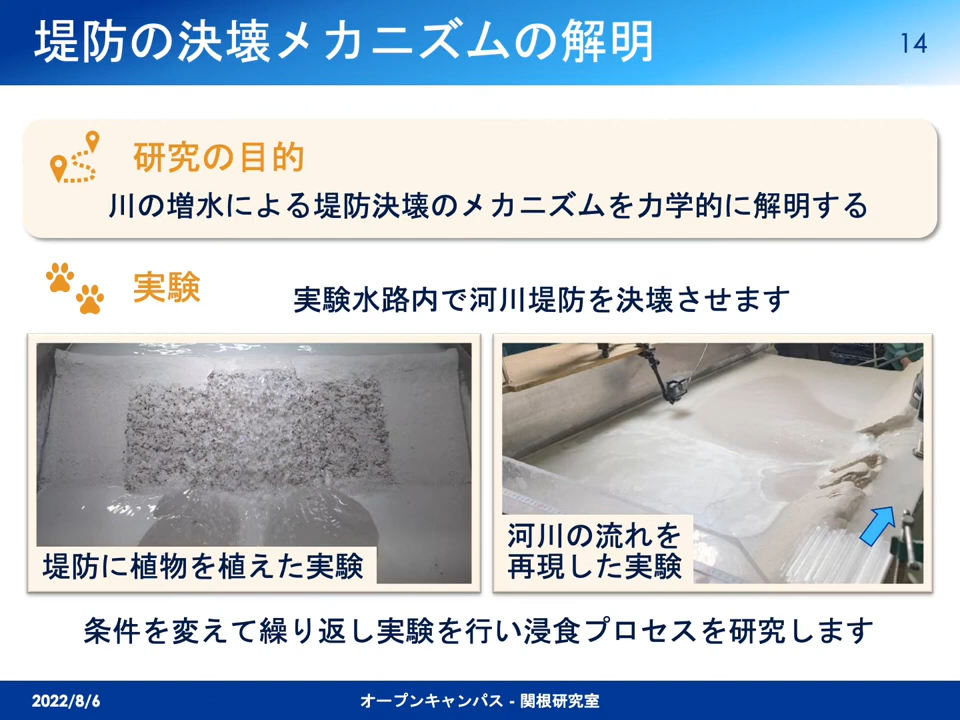 堤防の決壊メカニズムの解明
14
研究の目的
川の増水による堤防決壊のメカニズムを力学的に解明する
実験
実験水路内で河川堤防を決壊させます
堤防に植物を植えた実験
河川の流れを
再現した実験
条件を変えて繰り返し実験を行い浸食プロセスを研究します
2022/8/6
オープンキャンパス - 関根研究室